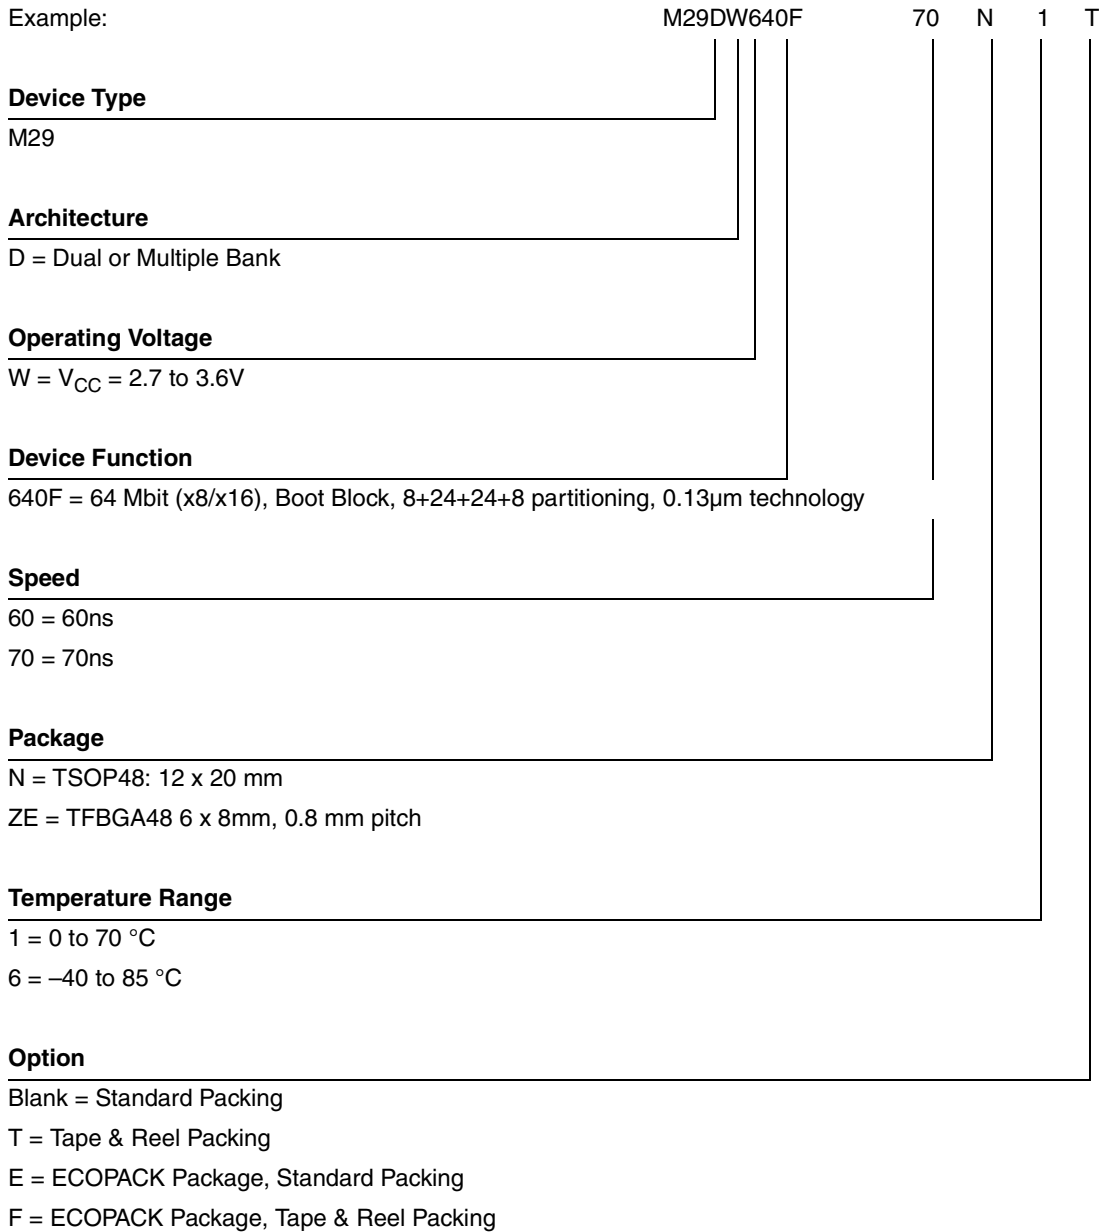 Example: M29DW640F 70 N 1 T
Device Type
M29
Architecture
D = Dual or Multiple Bank
Operating Voltage
W = VCC = 2.7 to 3.6V
Device Function
640F = 64 Mbit (x8/x16), Boot Block, 8+24+24+8 partitioning, 0.13µm technology
Speed
60 = 60ns
70 = 70ns
Package
N = TSOP48: 12 x 20 mm
ZE = TFBGA48 6 x 8mm, 0.8 mm pitch
Temperature Range
1 = 0 to 70 °C
6 = –40 to 85 °C
Option
Blank = Standard Packing
T = Tape & Reel Packing
E = ECOPACK Package, Standard Packing
F = ECOPACK Package, Tape & Reel Packing